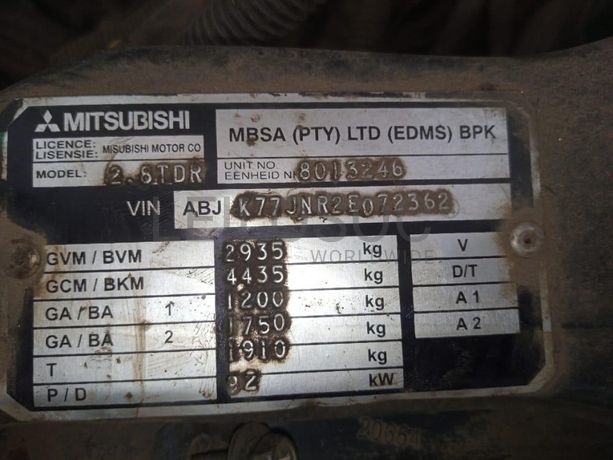 MITSUBISHI
MBSA (PTY) LTD (EDMS) BPK
LICENCE: MISUBISHI MOTOR CO
LISENSIE:
MODEL: 2.8TDR
UNIT NO
EENHEID N 8013246
VIN ABJ K77JNR2E072362
GVM / BVM 2935 kg V
GCM / BKM 4435 kg D/T
GA / BA 1 1200 kg A 1
GA / BA 2 1750 kg A 2
T 1910 kg
P / D 92 kW
WORLDWIDE